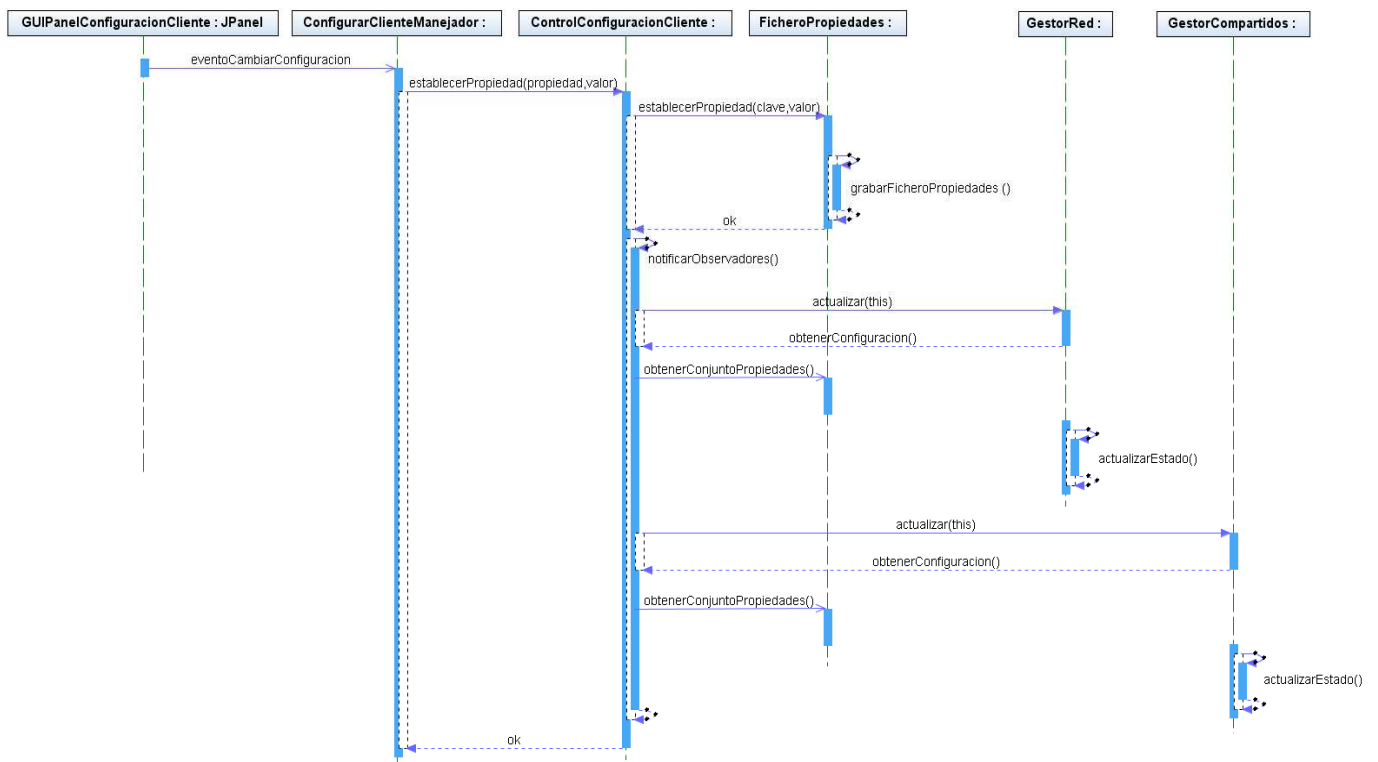 GUIPanelConfiguracionCliente : JPanel
ConfigurarClienteManejador :
ControlConfiguracionCliente :
FicheroPropiedades :
GestorRed :
GestorCompartidos :
eventoCambiarConfiguracion
establecerPropiedad(propiedad,valor)
establecerPropiedad(clave,valor)
grabarFicheroPropiedades ()
ok
notificarObservadores()
actualizar(this)
obtenerConfiguracion()
obtenerConjuntoPropiedades()
actualizarEstado()
actualizar(this)
obtenerConfiguracion()
obtenerConjuntoPropiedades()
actualizarEstado()
ok